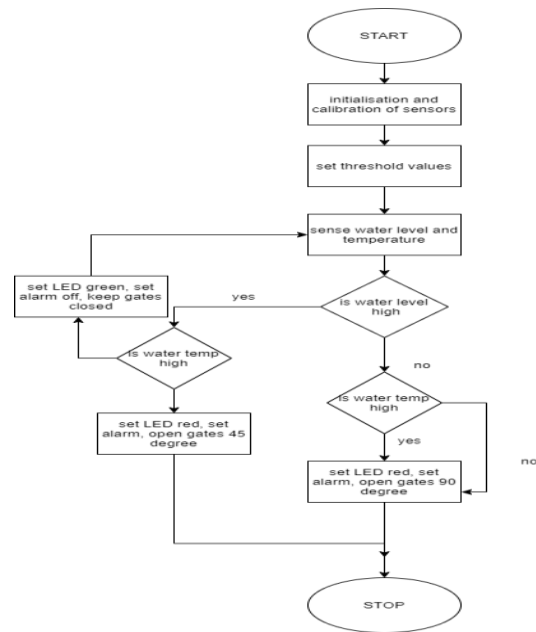 START
initialisation and
calibration of sensors
set threshold values
sense water level and
temperature
set LED green, set
alarm off, keep gates
closed
yes
is water level
high
is water temp
high
no
is water temp
high
set LED red, set
alarm, open gates 45
degree
yes
no
set LED red, set
alarm, open gates 90
degree
STOP